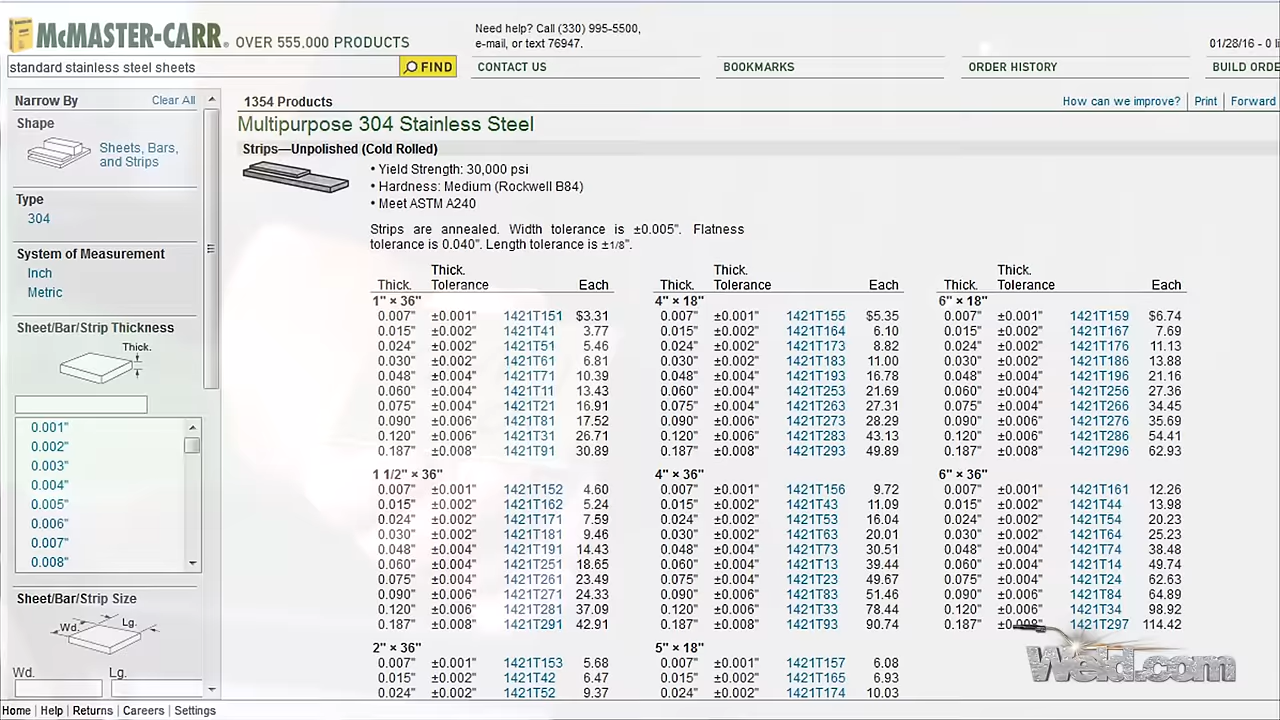 McMASTER-CARR® OVER 555,000 PRODUCTS
Need help? Call (330) 995-5500,
e-mail, or text 76947.
01/28/16 - 0 li
standard stainless steel sheets
FIND
CONTACT US
BOOKMARKS
ORDER HISTORY
BUILD ORDE
Narrow By Clear All
Shape
Sheets, Bars,
and Strips
Type
304
System of Measurement
Inch
Metric
Sheet/Bar/Strip Thickness
Thick.
0.001"
0.002"
0.003"
0.004"
0.005"
0.006"
0.007"
0.008"
Sheet/Bar/Strip Size
Wd. Lg.
Wd. Lg.
1354 Products
How can we improve? Print Forward
Multipurpose 304 Stainless Steel
Strips—Unpolished (Cold Rolled)
• Yield Strength: 30,000 psi
• Hardness: Medium (Rockwell B84)
• Meet ASTM A240
Strips are annealed. Width tolerance is ±0.005". Flatness
tolerance is 0.040". Length tolerance is ±1/8".
Thick. Thick. Tolerance Each
1" × 36"
0.007" ±0.001" 1421T151 $3.31
0.015" ±0.002" 1421T41 3.77
0.024" ±0.002" 1421T51 5.46
0.030" ±0.002" 1421T61 6.81
0.048" ±0.004" 1421T71 10.39
0.060" ±0.004" 1421T11 13.43
0.075" ±0.004" 1421T21 16.91
0.090" ±0.006" 1421T81 17.52
0.120" ±0.006" 1421T31 26.71
0.187" ±0.008" 1421T91 30.89
1 1/2" × 36"
0.007" ±0.001" 1421T152 4.60
0.015" ±0.002" 1421T162 5.24
0.024" ±0.002" 1421T171 7.59
0.030" ±0.002" 1421T181 9.46
0.048" ±0.004" 1421T191 14.43
0.060" ±0.004" 1421T251 18.65
0.075" ±0.004" 1421T261 23.49
0.090" ±0.006" 1421T271 24.33
0.120" ±0.006" 1421T281 37.09
0.187" ±0.008" 1421T291 42.91
2" × 36"
0.007" ±0.001" 1421T153 5.68
0.015" ±0.002" 1421T42 6.47
0.024" ±0.002" 1421T52 9.37
Thick. Thick. Tolerance Each
4" × 18"
0.007" ±0.001" 1421T155 $5.35
0.015" ±0.002" 1421T164 6.10
0.024" ±0.002" 1421T173 8.82
0.030" ±0.002" 1421T183 11.00
0.048" ±0.004" 1421T193 16.78
0.060" ±0.004" 1421T253 21.69
0.075" ±0.004" 1421T263 27.31
0.090" ±0.006" 1421T273 28.29
0.120" ±0.006" 1421T283 43.13
0.187" ±0.008" 1421T293 49.89
4" × 36"
0.007" ±0.001" 1421T156 9.72
0.015" ±0.002" 1421T43 11.09
0.024" ±0.002" 1421T53 16.04
0.030" ±0.002" 1421T63 20.01
0.048" ±0.004" 1421T73 30.51
0.060" ±0.004" 1421T13 39.44
0.075" ±0.004" 1421T23 49.67
0.090" ±0.006" 1421T83 51.46
0.120" ±0.006" 1421T33 78.44
0.187" ±0.008" 1421T93 90.74
5" × 18"
0.007" ±0.001" 1421T157 6.08
0.015" ±0.002" 1421T165 6.93
0.024" ±0.002" 1421T174 10.03
Thick. Thick. Tolerance Each
6" × 18"
0.007" ±0.001" 1421T159 $6.74
0.015" ±0.002" 1421T167 7.69
0.024" ±0.002" 1421T176 11.13
0.030" ±0.002" 1421T186 13.88
0.048" ±0.004" 1421T196 21.16
0.060" ±0.004" 1421T256 27.36
0.075" ±0.004" 1421T266 34.45
0.090" ±0.006" 1421T276 35.69
0.120" ±0.006" 1421T286 54.41
0.187" ±0.008" 1421T296 62.93
6" × 36"
0.007" ±0.001" 1421T161 12.26
0.015" ±0.002" 1421T44 13.98
0.024" ±0.002" 1421T54 20.23
0.030" ±0.002" 1421T64 25.23
0.048" ±0.004" 1421T74 38.48
0.060" ±0.004" 1421T14 49.74
0.075" ±0.004" 1421T24 62.63
0.090" ±0.006" 1421T84 64.89
0.120" ±0.006" 1421T34 98.92
0.187" ±0.008" 1421T297 114.42
Weld.com
Home | Help | Returns | Careers | Settings